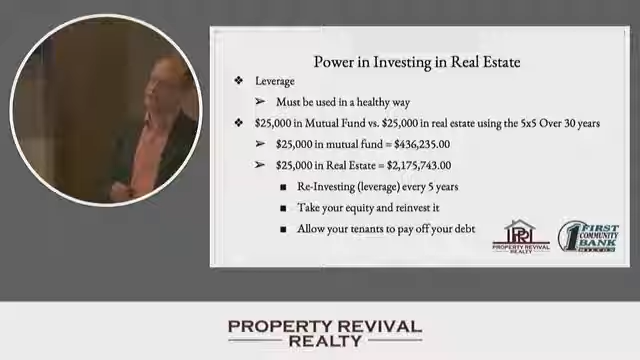 Power in Investing in Real Estate
❖ Leverage
➢ Must be used in a healthy way
❖ $25,000 in Mutual Fund vs. $25,000 in real estate using the 5x5 Over 30 years
➢ $25,000 in mutual fund = $436,235.00
➢ $25,000 in Real Estate = $2,175,743.00
■ Re-Investing (leverage) every 5 years
■ Take your equity and reinvest it
■ Allow your tenants to pay off your debt
PRR
PROPERTY REVIVAL
REALTY
1 FIRST
COMMUNITY
BANK
PROPERTY REVIVAL
REALTY